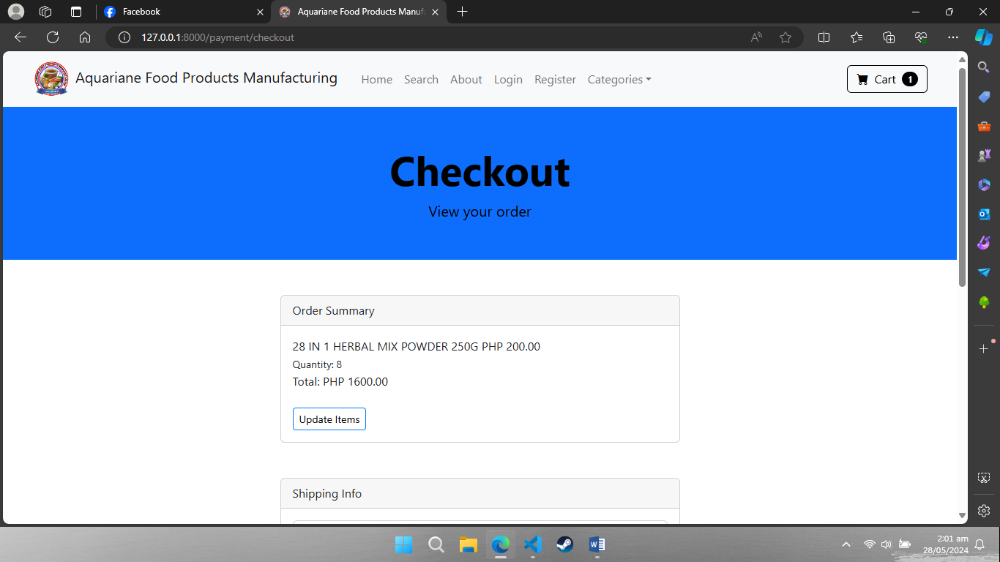 Facebook
Aquariane Food Products Manufa
127.0.0.1:8000/payment/checkout
Aquariane Food Products Manufacturing
Home Search About Login Register Categories
Cart 1
Checkout
View your order
Order Summary
28 IN 1 HERBAL MIX POWDER 250G PHP 200.00
Quantity: 8
Total: PHP 1600.00
Update Items
Shipping Info
2:01 am
28/05/2024